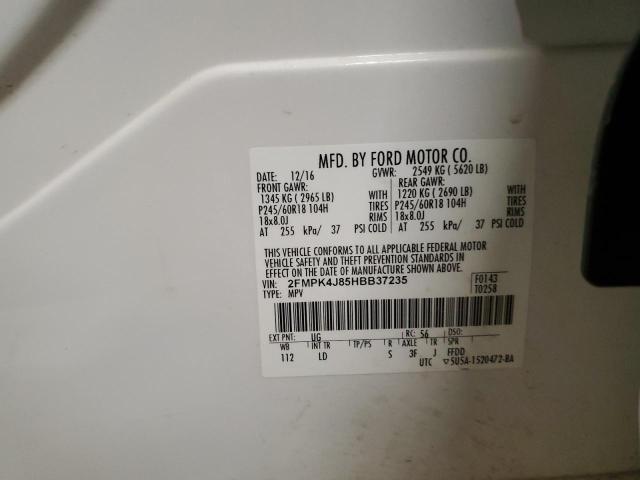 MFD. BY FORD MOTOR CO.
DATE: 12/16 GVWR: 2549 KG ( 5620 LB)
FRONT GAWR: REAR GAWR:
1345 KG ( 2965 LB) WITH 1220 KG ( 2690 LB) WITH
P245/60R18 104H TIRES P245/60R18 104H TIRES
18x8.0J RIMS 18x8.0J RIMS
AT 255 kPa/ 37 PSI COLD AT 255 kPa/ 37 PSI COLD
THIS VEHICLE CONFORMS TO ALL APPLICABLE FEDERAL MOTOR
VEHICLE SAFETY AND THEFT PREVENTION STANDARDS IN
EFFECT ON THE DATE OF MANUFACTURE SHOWN ABOVE.
VIN: 2FMPK4J85HBB37235 F0143
TYPE: MPV T0258
EXT PNT: UG RC: 56 DSO:
WB INT TR TP/PS R AXLE TR SPR
112 LD S 3F J FFDD
UTC ▽5U5A-1520472-BA